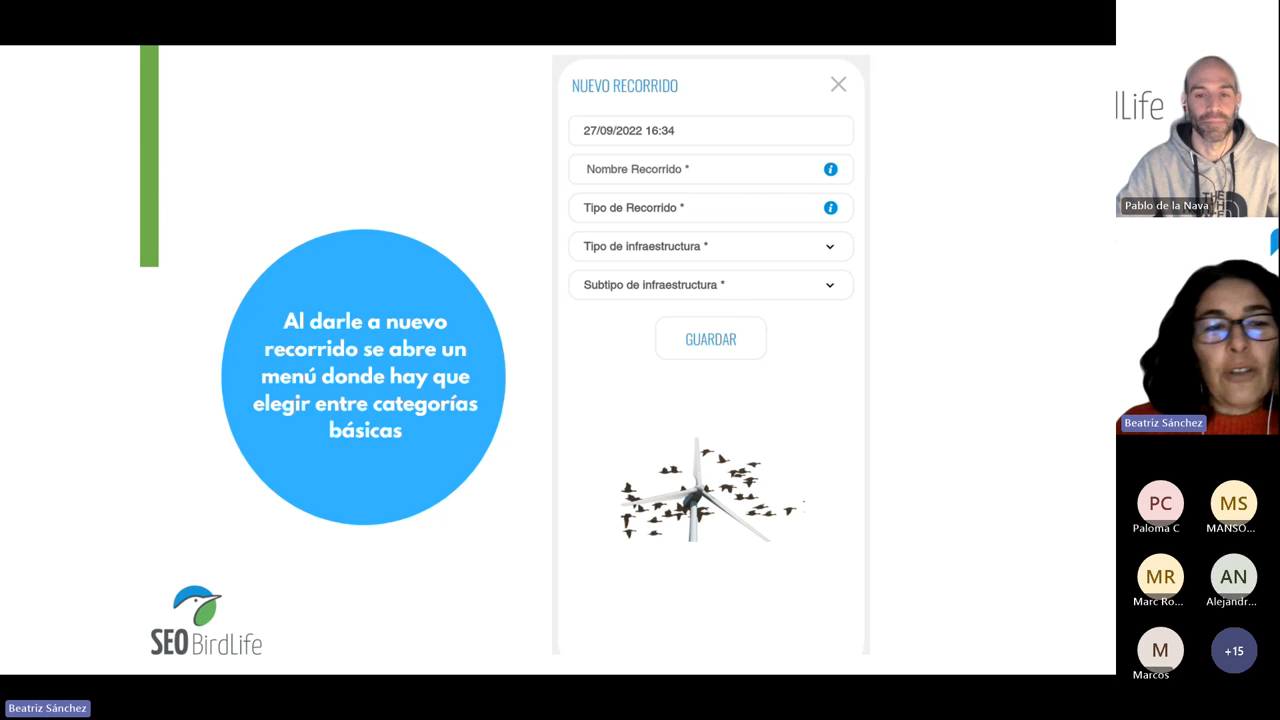 NUEVO RECORRIDO
27/09/2022 16:34
Nombre Recorrido *
Tipo de Recorrido *
Tipo de infraestructura *
Subtipo de infraestructura *
GUARDAR
Al darle a nuevo
recorrido se abre un
menú donde hay que
elegir entre categorías
básicas
SEO BirdLife
dLife
THE
Pablo de la Nava
Beatriz Sánchez
PC
Paloma C
MS
MANSO...
MR
Marc Ro...
AN
Alejandr...
M
Marcos
+15
Beatriz Sánchez